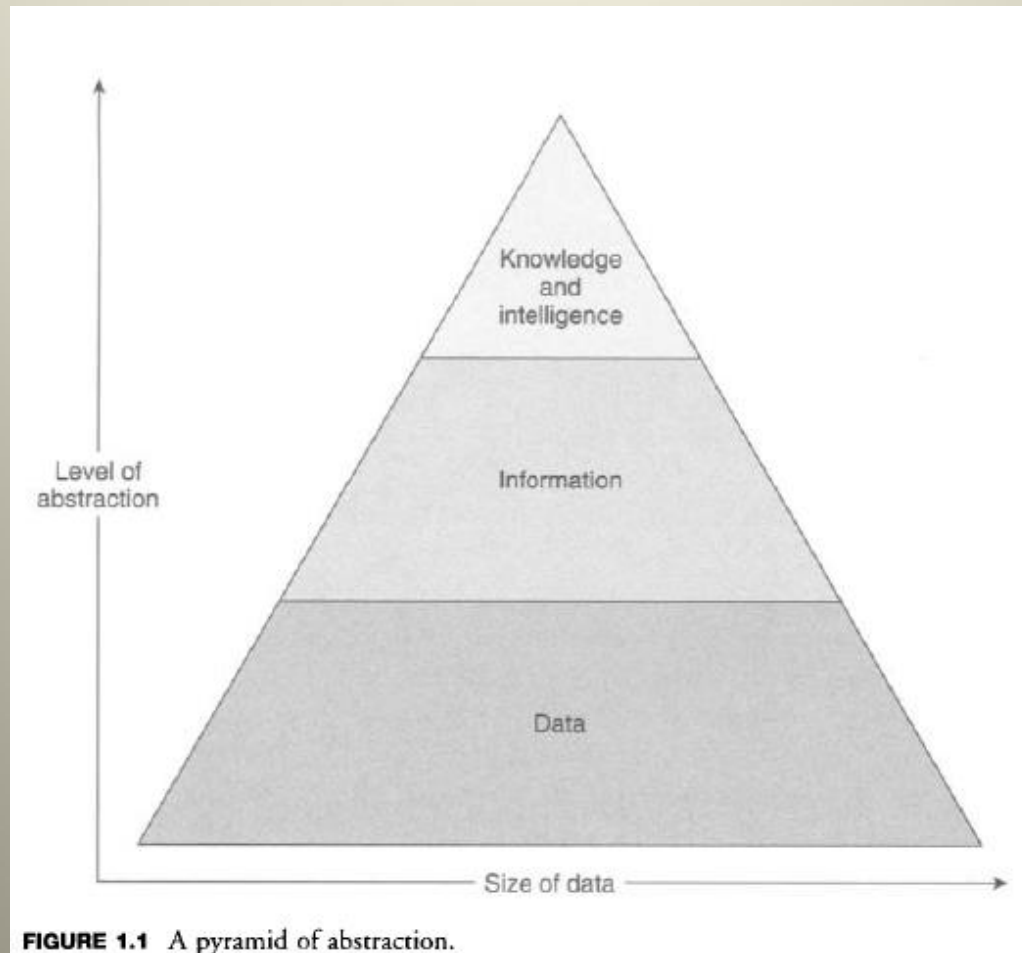 Knowledge
and
intelligence
Level of
abstraction
Information
Data
Size of data
FIGURE 1.1 A pyramid of abstraction.